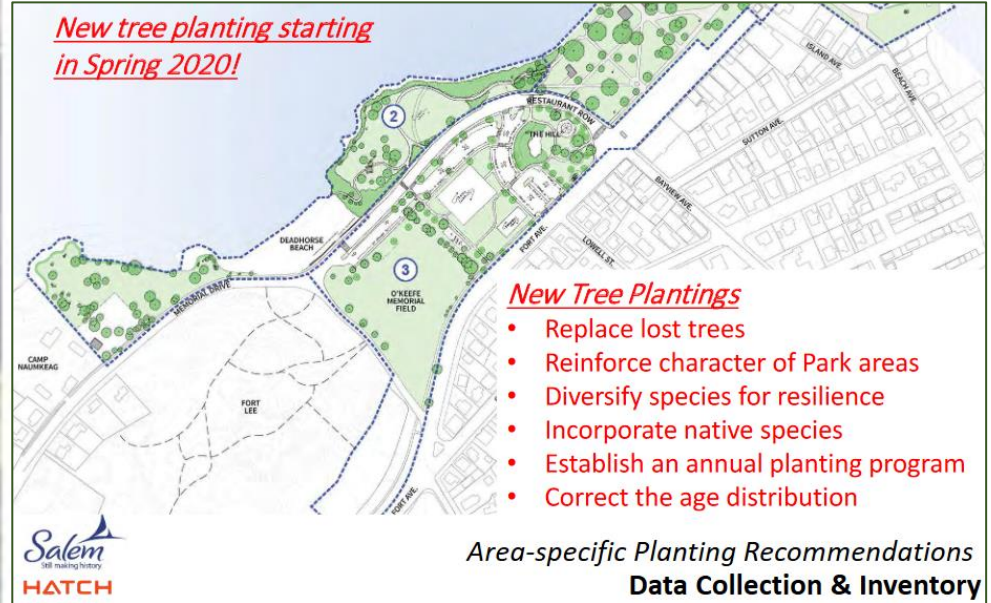 New tree planting starting
in Spring 2020!
2
RESTAURANT ROW
"THE HILL"
ISLAND AVE.
BEACH AVE.
SUTTON AVE.
BAYVIEW AVE.
LOWELL ST.
FORT AVE.
DEADHORSE
BEACH
3
O'KEEFE
MEMORIAL
FIELD
MEMORIAL DRIVE
CAMP
NAUMKEAG
FORT
LEE
FORT AVE.
New Tree Plantings
• Replace lost trees
• Reinforce character of Park areas
• Diversify species for resilience
• Incorporate native species
• Establish an annual planting program
• Correct the age distribution
Salem
Still making history
HATCH
Area-specific Planting Recommendations
Data Collection & Inventory